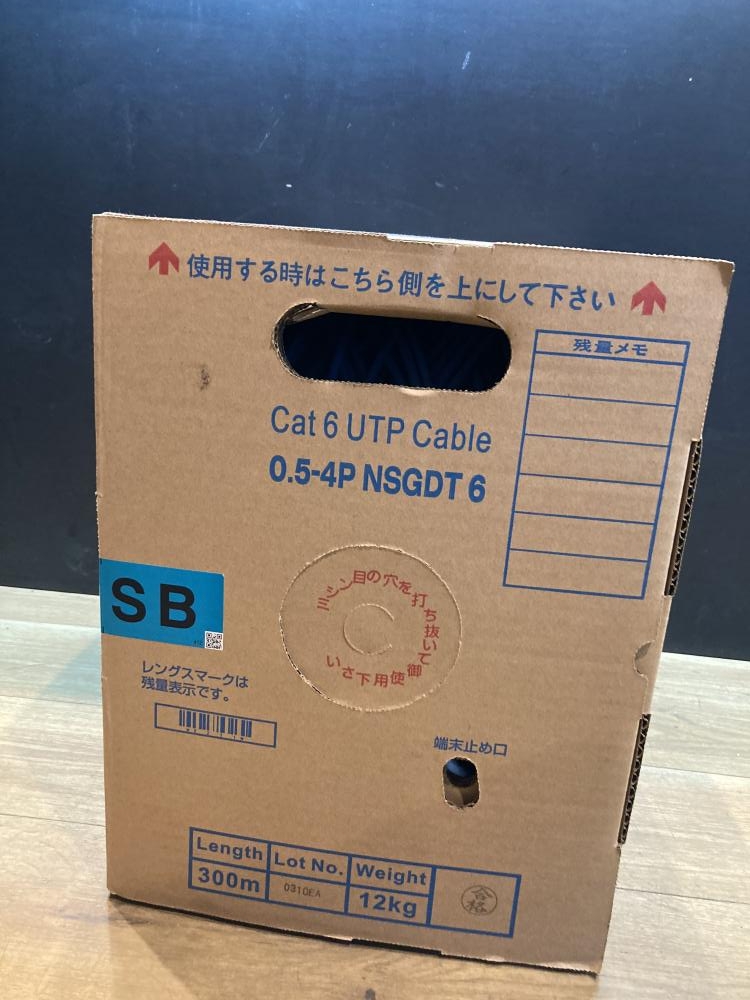 使用する時はこちら側を上にして下さい
残量メモ
Cat 6 UTP Cable
0.5-4P NSGDT 6
ミシン目の穴を打ち抜いて御使用下さい
SB
レングスマークは
残量表示です。
端末止め口
Length Lot No. Weight
300m 0310EA 12kg
合格